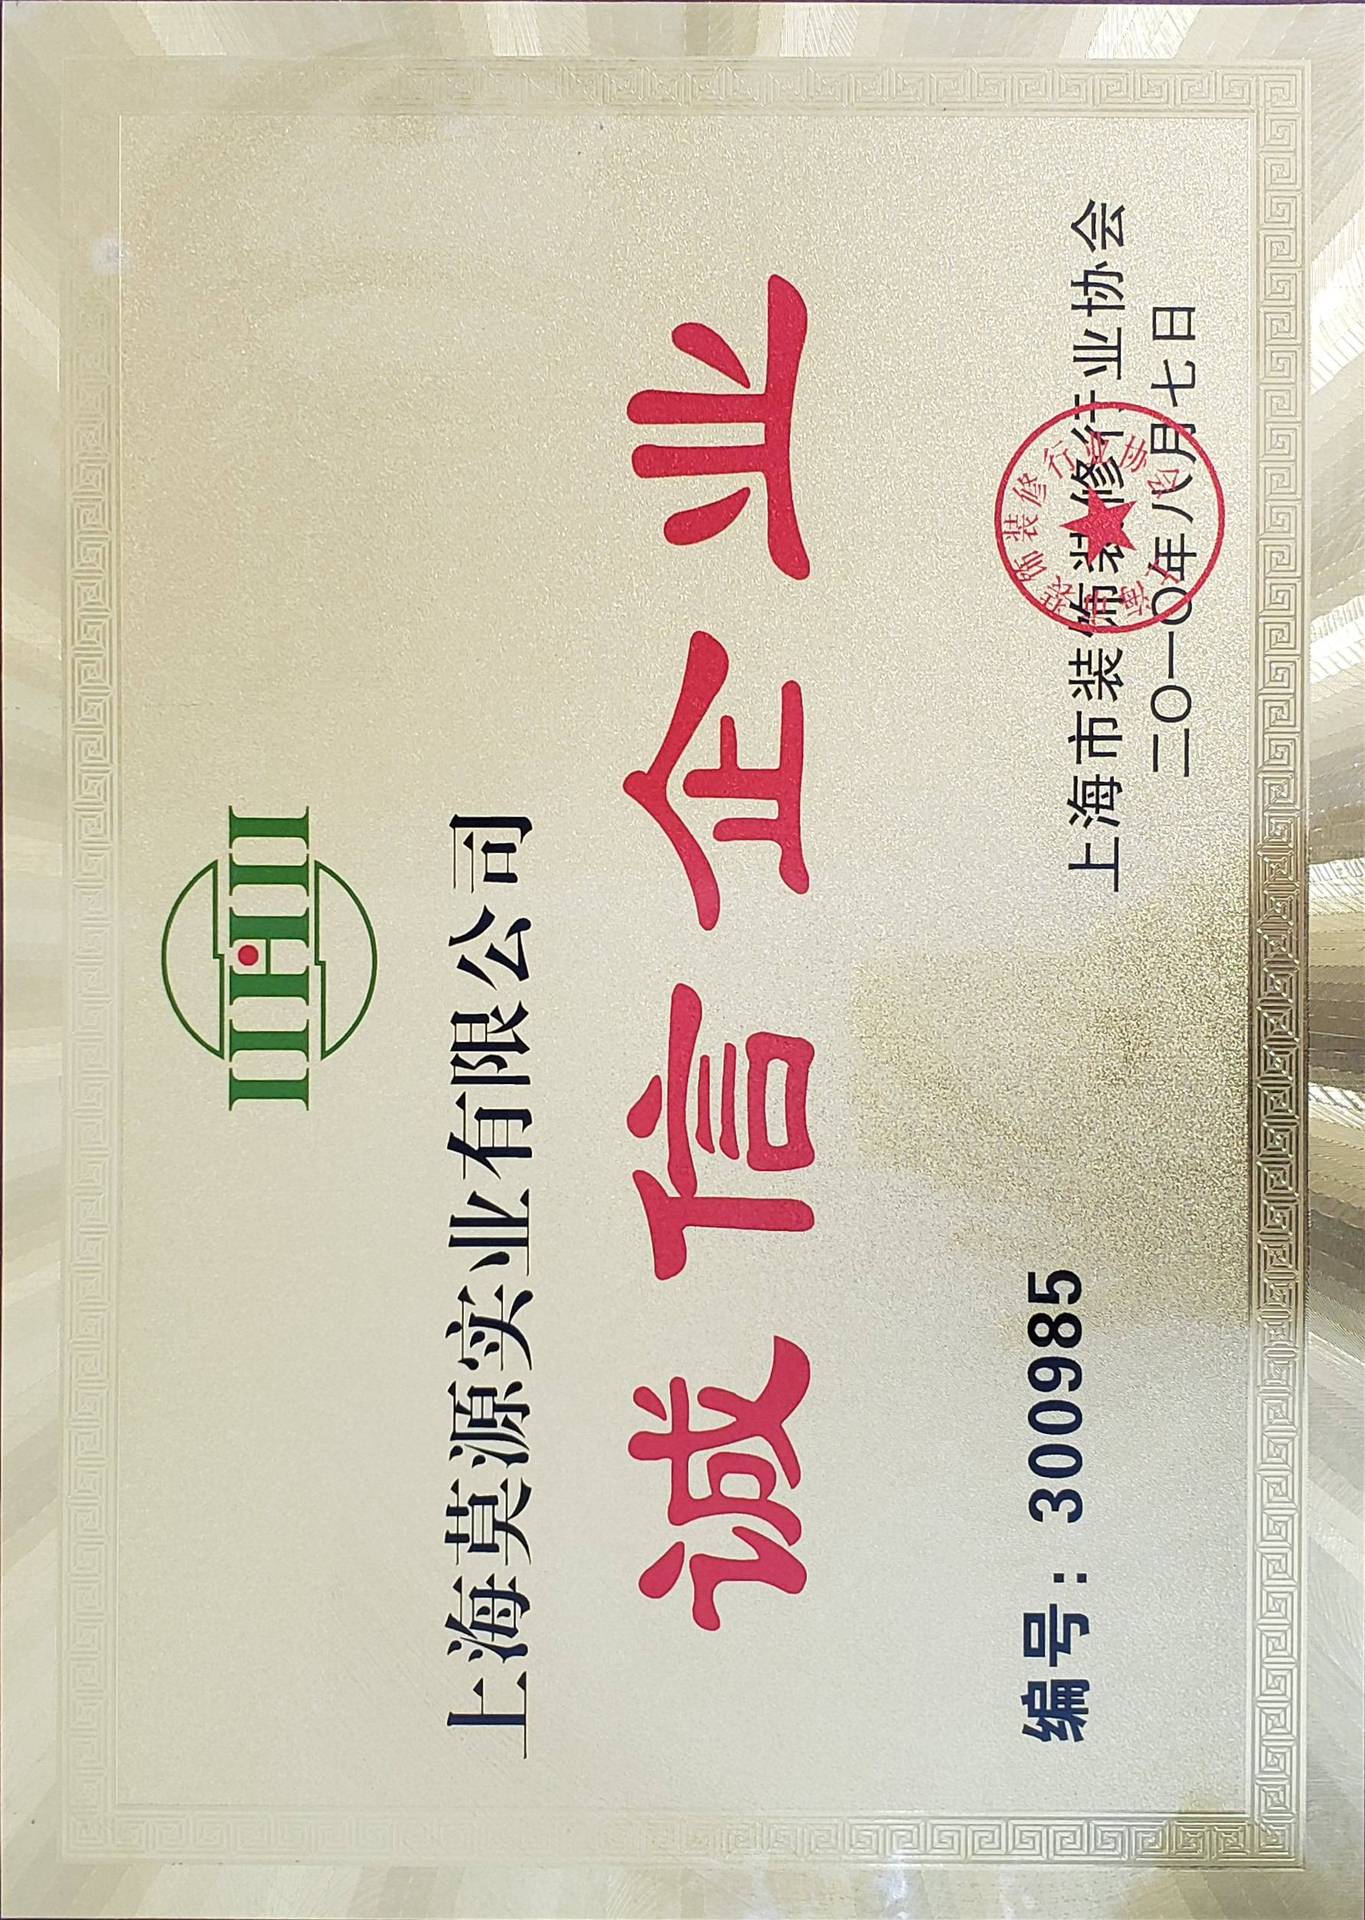 上海莫源实业有限公司
诚信企业
编号：300985
上海市装饰装修行业协会
二〇一〇年八月七日